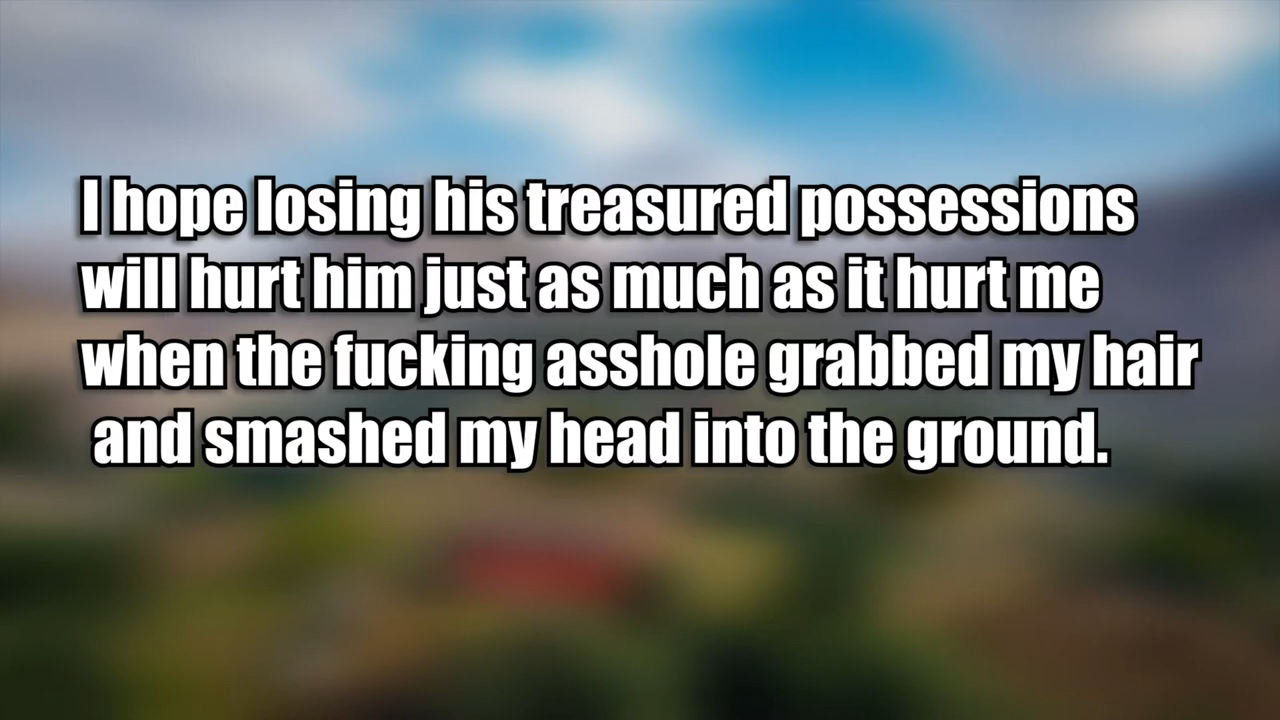 I hope losing his treasured possessions
will hurt him just as much as it hurt me
when the fucking asshole grabbed my hair
and smashed my head into the ground.